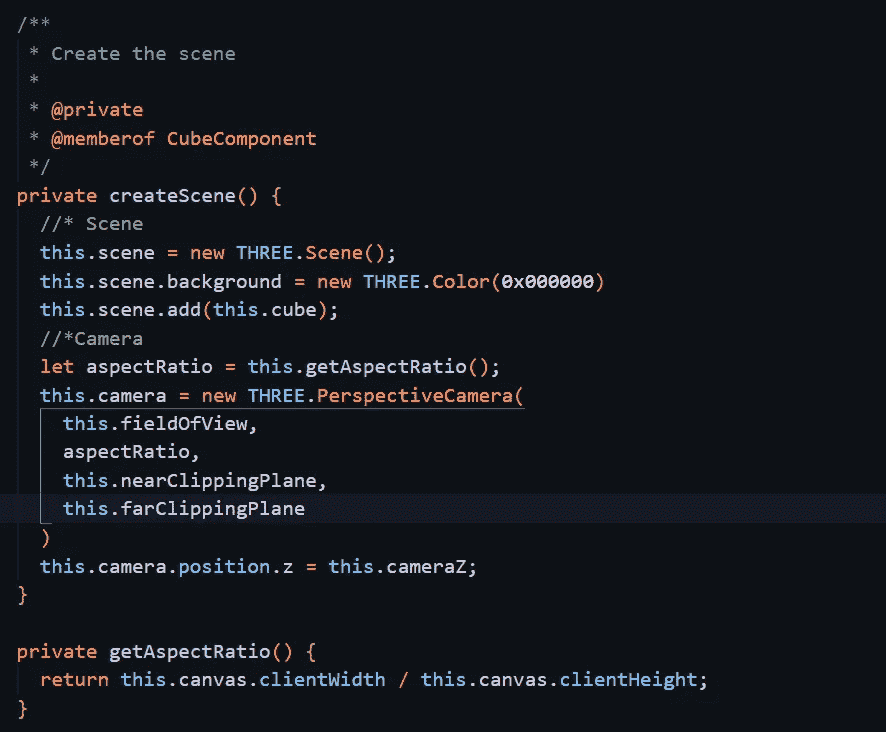 /**
 * Create the scene
 *
 * @private
 * @memberof CubeComponent
 */
private createScene() {
  //* Scene
  this.scene = new THREE.Scene();
  this.scene.background = new THREE.Color(0x000000)
  this.scene.add(this.cube);
  //*Camera
  let aspectRatio = this.getAspectRatio();
  this.camera = new THREE.PerspectiveCamera(
    this.fieldOfView,
    aspectRatio,
    this.nearClippingPlane,
    this.farClippingPlane
  )
  this.camera.position.z = this.cameraZ;
}

private getAspectRatio() {
  return this.canvas.clientWidth / this.canvas.clientHeight;
}